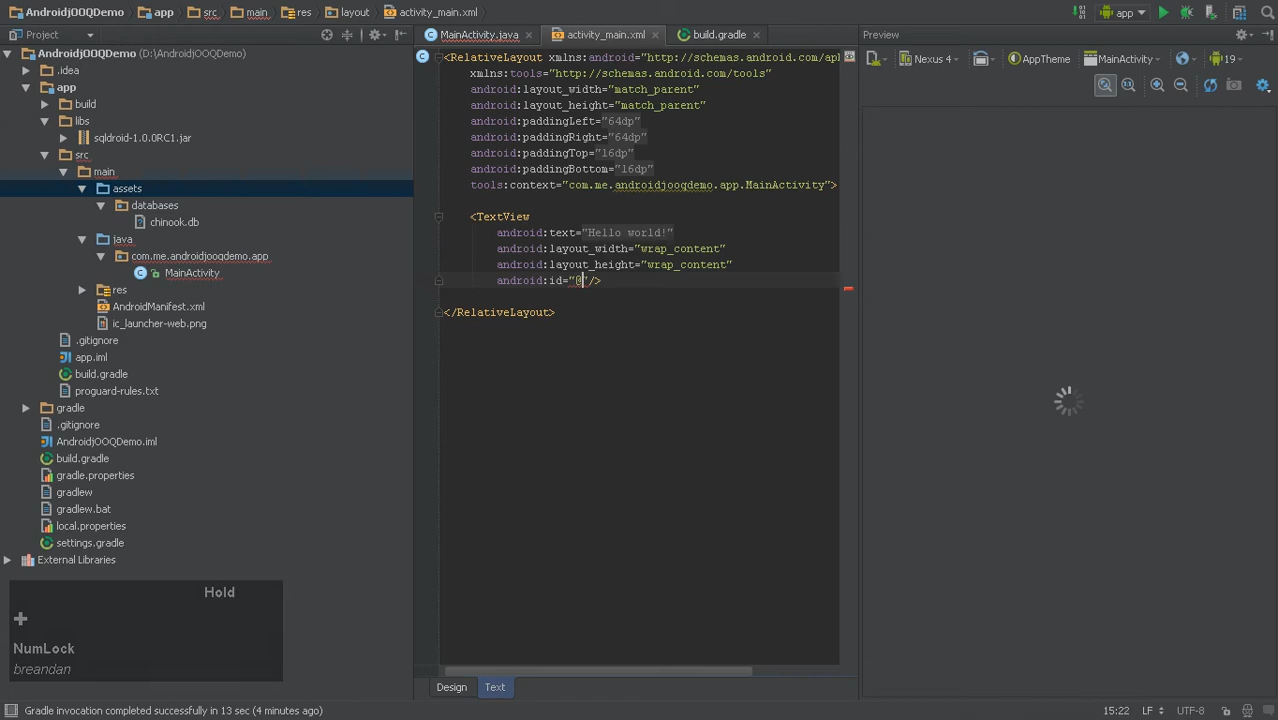 AndroidjOOQDemo app src main res layout activity_main.xml app
Project MainActivity.java activity_main.xml build.gradle Preview
AndroidjOOQDemo (D:\AndroidjOOQDemo)
.idea
app
build
libs
sqldroid-1.0.0RC1.jar
src
main
assets
databases
chinook.db
java
com.me.androidjooqdemo.app
MainActivity
res
AndroidManifest.xml
ic_launcher-web.png
.gitignore
app.iml
build.gradle
proguard-rules.txt
gradle
.gitignore
AndroidjOOQDemo.iml
build.gradle
gradle.properties
gradlew
gradlew.bat
local.properties
settings.gradle
External Libraries
Hold
+
NumLock
breandan
<RelativeLayout xmlns:android="http://schemas.android.com/apl
xmlns:tools="http://schemas.android.com/tools"
android:layout_width="match_parent"
android:layout_height="match_parent"
android:paddingLeft="64dp"
android:paddingRight="64dp"
android:paddingTop="16dp"
android:paddingBottom="16dp"
tools:context="com.me.androidjooqdemo.app.MainActivity">
<TextView
android:text="Hello world!"
android:layout_width="wrap_content"
android:layout_height="wrap_content"
android:id="@"/>
</RelativeLayout>
Design Text
Nexus 4 AppTheme MainActivity 19
Gradle invocation completed successfully in 13 sec (4 minutes ago) 15:22 LF UTF-8